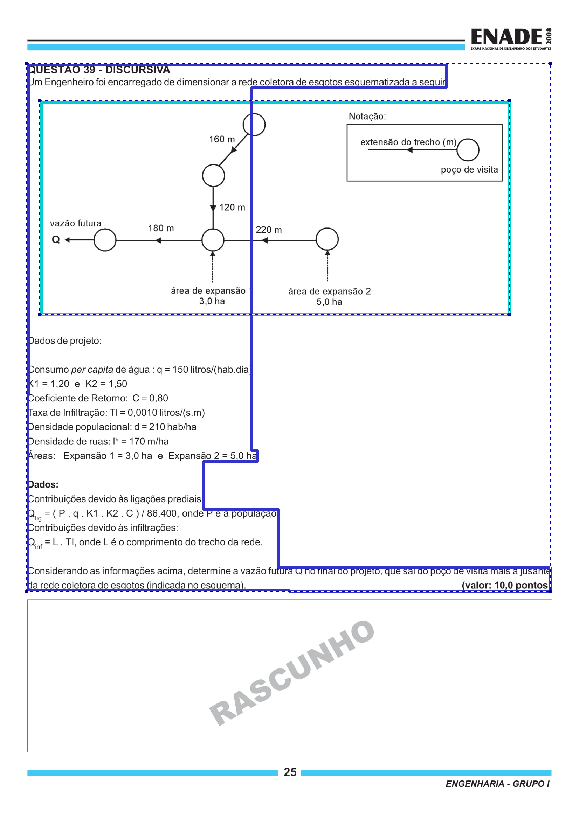 ENADE 2008
EXAME NACIONAL DE DESEMPENHO DOS ESTUDANTES
QUESTÃO 39 - DISCURSIVA
Um Engenheiro foi encarregado de dimensionar a rede coletora de esgotos esquematizada a seguir
Notação:
160 m
extensão do trecho (m)
poço de visita
120 m
vazão futura
180 m
220 m
Q
área de expansão
3,0 ha
área de expansão 2
5,0 ha
Dados de projeto:
Consumo per capita de água : q = 150 litros/(hab.dia
K1 = 1,20 e K2 = 1,50
Coeficiente de Retorno: C = 0,80
Taxa de Infiltração: TI = 0,0010 litros/(s.m)
Densidade populacional: d = 210 hab/ha
Densidade de ruas: l* = 170 m/ha
Áreas: Expansão 1 = 3,0 ha e Expansão 2 = 5,0 ha
Dados:
Contribuições devido às ligações prediais
Qlig = ( P . q . K1 . K2 . C ) / 86.400, onde P é a população
Contribuições devido às infiltrações:
Qinf = L . TI, onde L é o comprimento do trecho da rede.
Considerando as informações acima, determine a vazão futura Q no final do projeto, que sai do poço de visita mais a jusante
da rede coletora de esgotos (indicada no esquema). (valor: 10,0 pontos
RASCUNHO
25
ENGENHARIA - GRUPO I